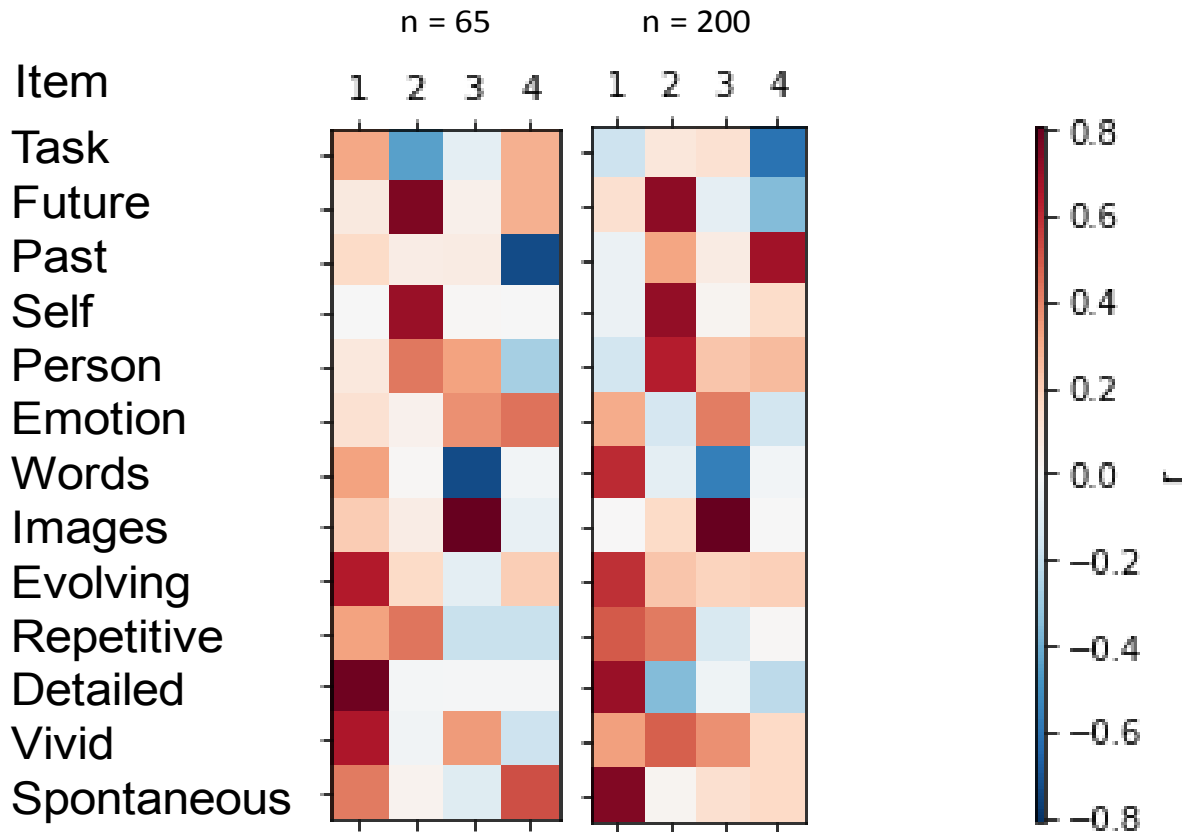 n = 65 n = 200
Item 1 2 3 4 1 2 3 4
Task
Future
Past
Self
Person
Emotion
Words
Images
Evolving
Repetitive
Detailed
Vivid
Spontaneous
0.8
0.6
0.4
0.2
0.0
−0.2
−0.4
−0.6
−0.8
r